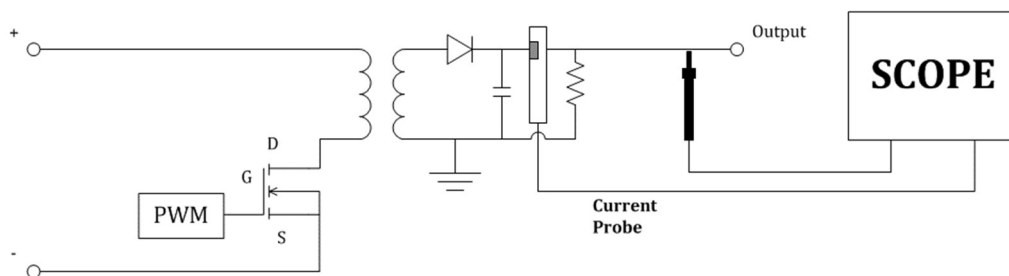 +
Output
SCOPE
D
G
PWM
S
Current
Probe
-